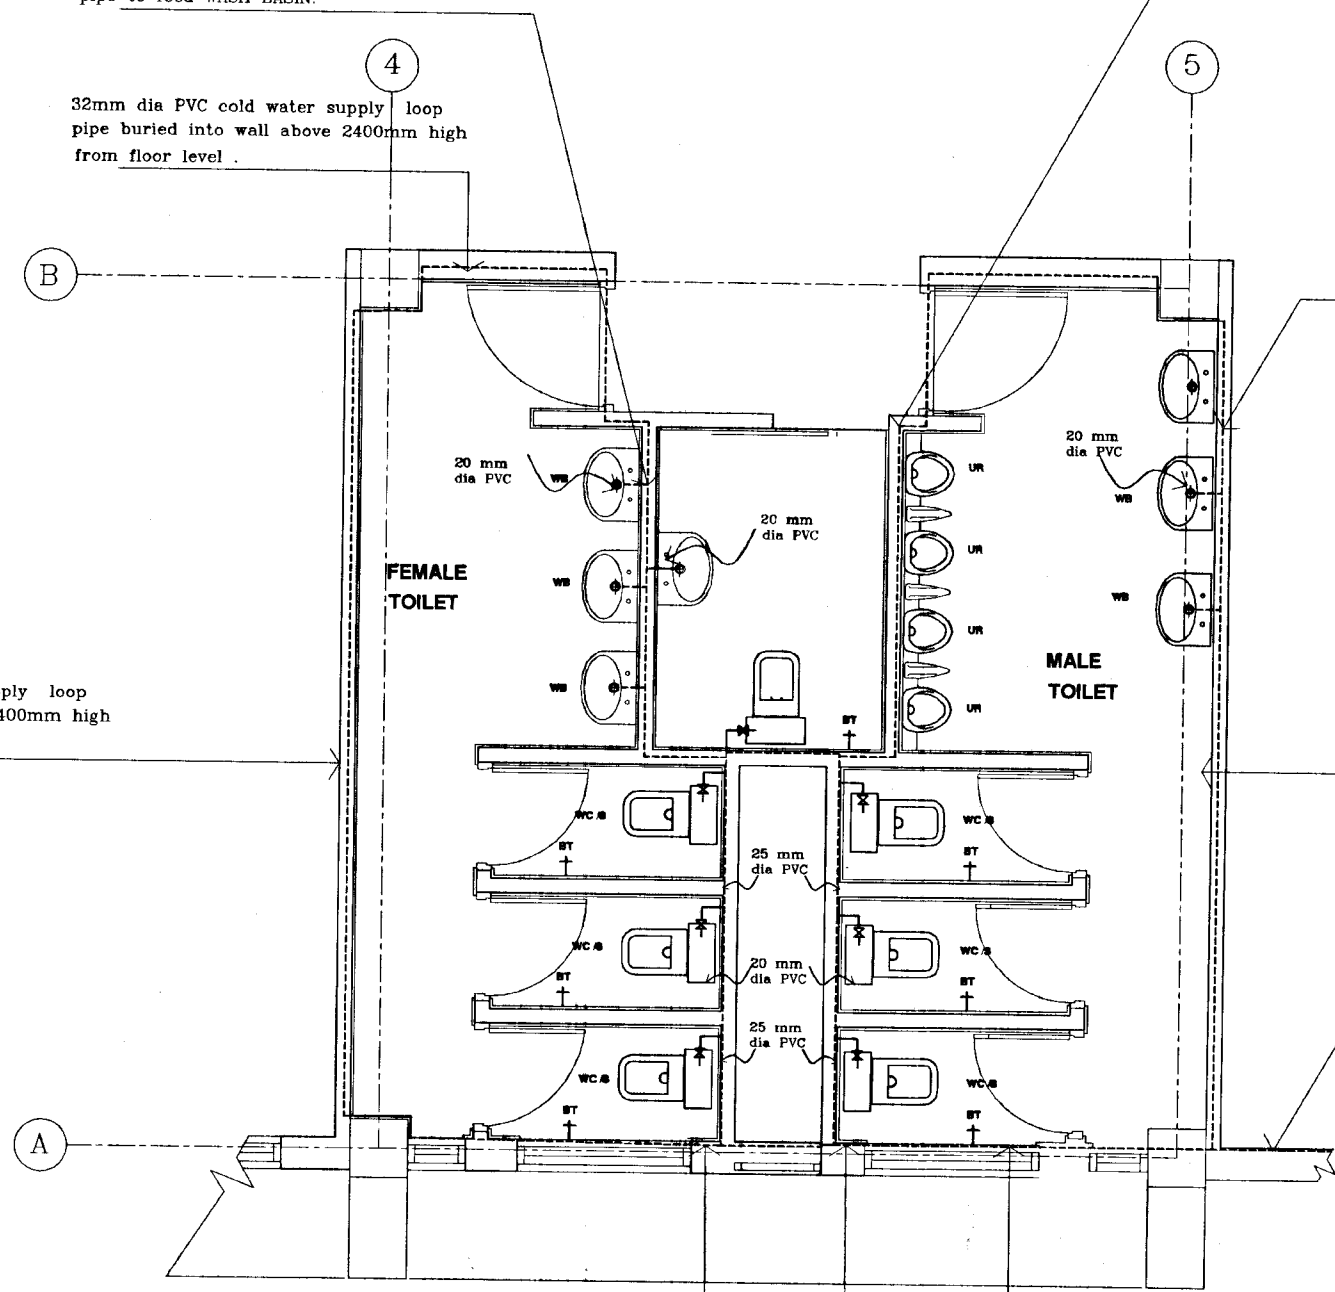 pipe to feed WASH BASIN.
4
5
32mm dia PVC cold water supply loop
pipe buried into wall above 2400mm high
from floor level .
B
20 mm
dia PVC
WB
20 mm
dia PVC
UR
20 mm
dia PVC
WB
UR
FEMALE
TOILET
WB
WB
UR
MALE
TOILET
WB
UR
ply loop
400mm high
BT
WC/S
WC/S
BT
BT
25 mm
dia PVC
WC/S
WC/S
BT
BT
20 mm
dia PVC
25 mm
dia PVC
WC/S
WC/S
BT
BT
A